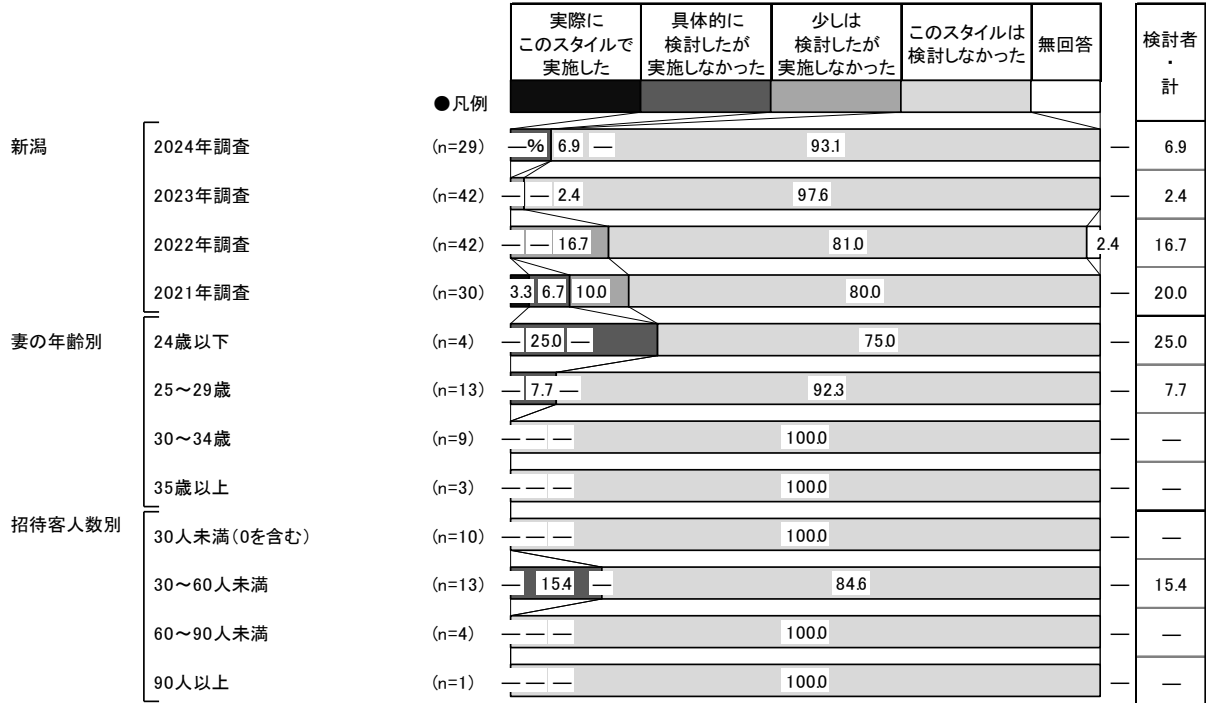 実際に
このスタイルで
実施した
具体的に
検討したが
実施しなかった
少しは
検討したが
実施しなかった
このスタイルは
検討しなかった
無回答
検討者
・
計
●凡例
新潟 2024年調査 (n=29) —% 6.9 — 93.1 — 6.9
2023年調査 (n=42) — — 2.4 97.6 — 2.4
2022年調査 (n=42) — — 16.7 81.0 2.4 16.7
2021年調査 (n=30) 3.3 6.7 10.0 80.0 20.0
妻の年齢別 24歳以下 (n=4) — 25.0 — 75.0 — 25.0
25～29歳 (n=13) — 7.7 — 92.3 — 7.7
30～34歳 (n=9) — — — 100.0 — —
35歳以上 (n=3) — — — 100.0 — —
招待客人数別 30人未満（0を含む） (n=10) — — — 100.0 — —
30～60人未満 (n=13) — 15.4 — 84.6 — 15.4
60～90人未満 (n=4) — — — 100.0 — —
90人以上 (n=1) — — — 100.0 — —